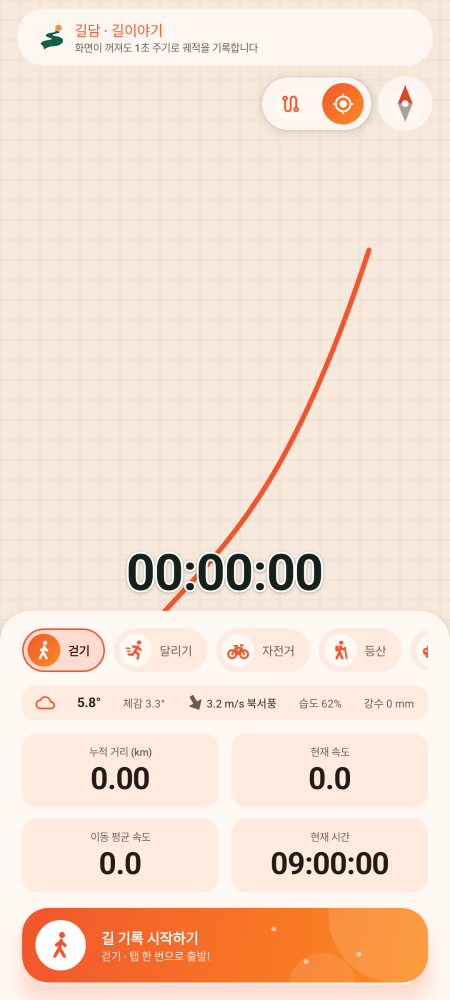 길담 · 길이야기
화면이 꺼져도 1초 주기로 궤적을 기록합니다
00:00:00
걷기 달리기 자전거 등산
5.8° 체감 3.3° 3.2 m/s 북서풍 습도 62% 강수 0 mm
누적 거리 (km) 현재 속도
0.00 0.0
이동 평균 속도 현재 시간
0.0 09:00:00
길 기록 시작하기
걷기 · 탭 한 번으로 출발!